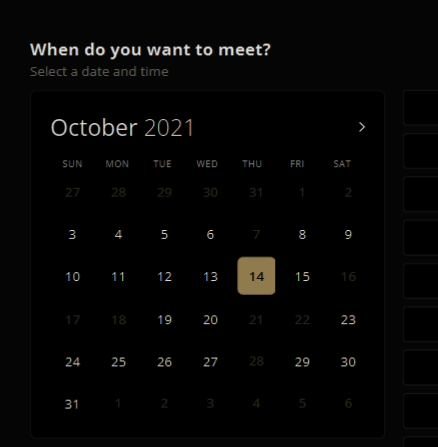 When do you want to meet?
Select a date and time
October 2021
SUN MON TUE WED THU FRI SAT
27 28 29 30 31 1 2
3 4 5 6 7 8 9
10 11 12 13 14 15 16
17 18 19 20 21 22 23
24 25 26 27 28 29 30
31 1 2 3 4 5 6